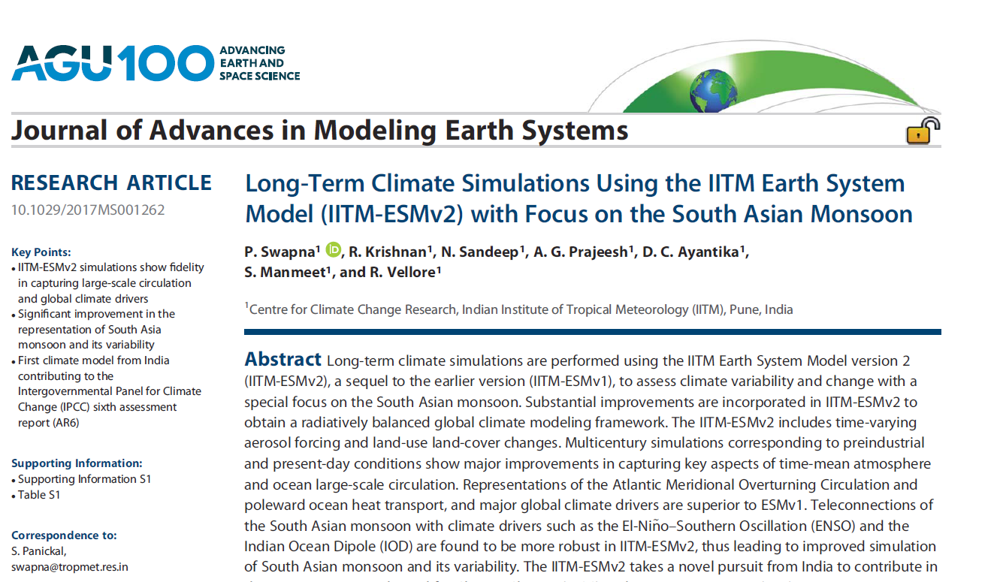 AGU100 ADVANCING
EARTH AND
SPACE SCIENCE
Journal of Advances in Modeling Earth Systems
RESEARCH ARTICLE
10.1029/2017MS001262
Key Points:
• IITM-ESMv2 simulations show fidelity
in capturing large-scale circulation
and global climate drivers
• Significant improvement in the
representation of South Asia
monsoon and its variability
• First climate model from India
contributing to the
Intergovernmental Panel for Climate
Change (IPCC) sixth assessment
report (AR6)
Supporting Information:
• Supporting Information S1
• Table S1
Correspondence to:
S. Panickal,
swapna@tropmet.res.in
Long-Term Climate Simulations Using the IITM Earth System
Model (IITM-ESMv2) with Focus on the South Asian Monsoon
P. Swapna¹ iD, R. Krishnan¹, N. Sandeep¹, A. G. Prajeesh¹, D. C. Ayantika¹,
S. Manmeet¹, and R. Vellore¹
¹Centre for Climate Change Research, Indian Institute of Tropical Meteorology (IITM), Pune, India
Abstract Long-term climate simulations are performed using the IITM Earth System Model version 2
(IITM-ESMv2), a sequel to the earlier version (IITM-ESMv1), to assess climate variability and change with a
special focus on the South Asian monsoon. Substantial improvements are incorporated in IITM-ESMv2 to
obtain a radiatively balanced global climate modeling framework. The IITM-ESMv2 includes time-varying
aerosol forcing and land-use land-cover changes. Multicentury simulations corresponding to preindustrial
and present-day conditions show major improvements in capturing key aspects of time-mean atmosphere
and ocean large-scale circulation. Representations of the Atlantic Meridional Overturning Circulation and
poleward ocean heat transport, and major global climate drivers are superior to ESMv1. Teleconnections of
the South Asian monsoon with climate drivers such as the El-Niño–Southern Oscillation (ENSO) and the
Indian Ocean Dipole (IOD) are found to be more robust in IITM-ESMv2, thus leading to improved simulation
of South Asian monsoon and its variability. The IITM-ESMv2 takes a novel pursuit from India to contribute in